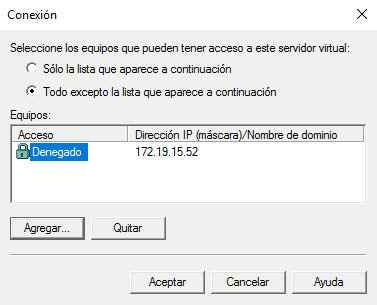 Conexión
Seleccione los equipos que pueden tener acceso a este servidor virtual:
Sólo la lista que aparece a continuación
Todo excepto la lista que aparece a continuación
Equipos:
Acceso Dirección IP (máscara)/Nombre de dominio
Denegado 172.19.15.52
Agregar... Quitar
Aceptar Cancelar Ayuda